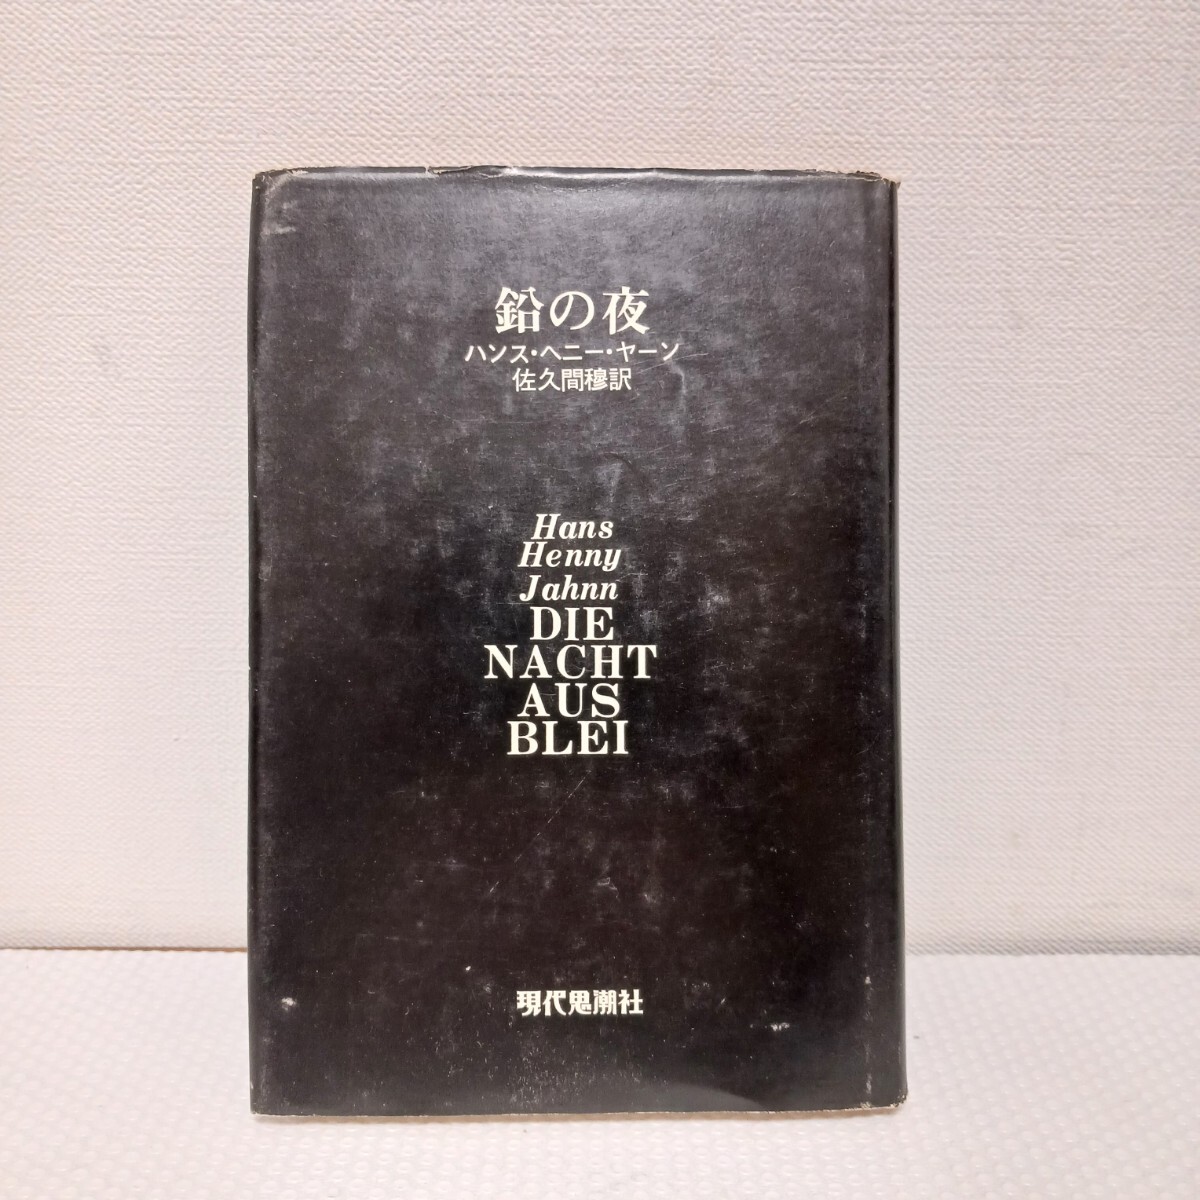 鉛の夜
ハンス・ヘニー・ヤーン
佐久間穆訳
Hans
Henny
Jahnn
DIE
NACHT
AUS
BLEI
現代思潮社